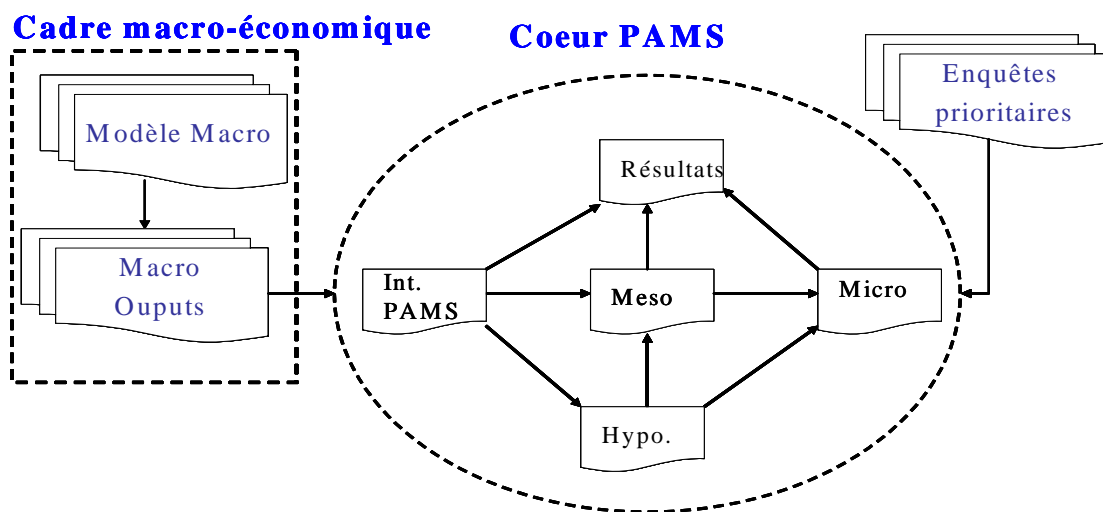 Cadre macro-économique
Coeur PAMS
Enquêtes
prioritaires
Modèle Macro
Résultats
Macro
Ouputs
Int.
PAMS
Meso
Micro
Hypo.